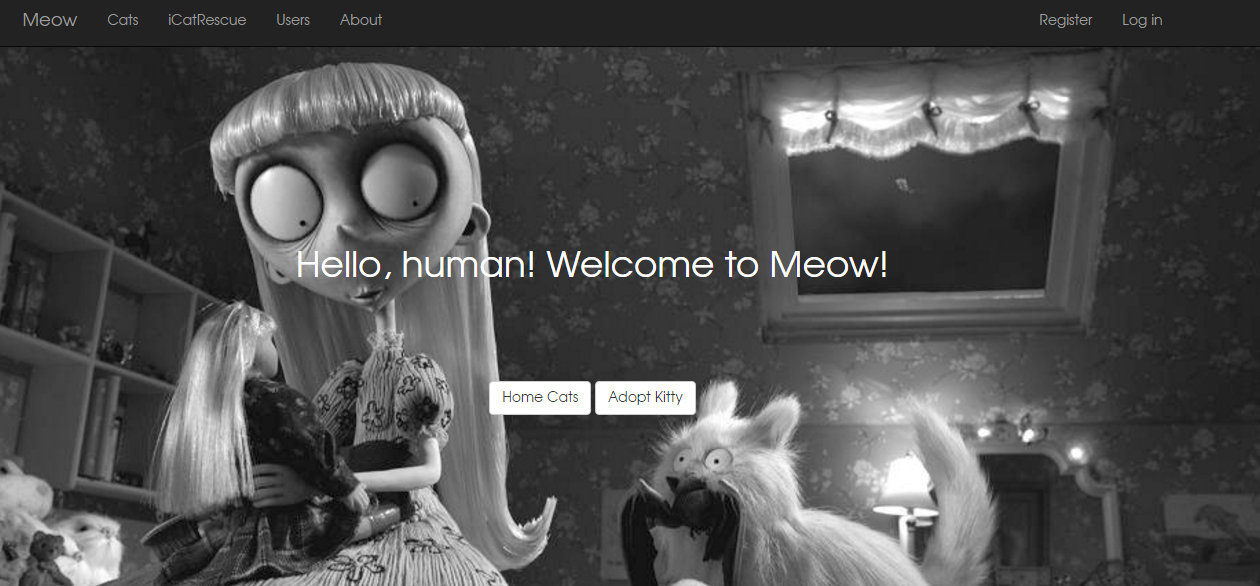 Meow Cats iCatRescue Users About Register Log in
Hello, human! Welcome to Meow!
Home Cats Adopt Kitty